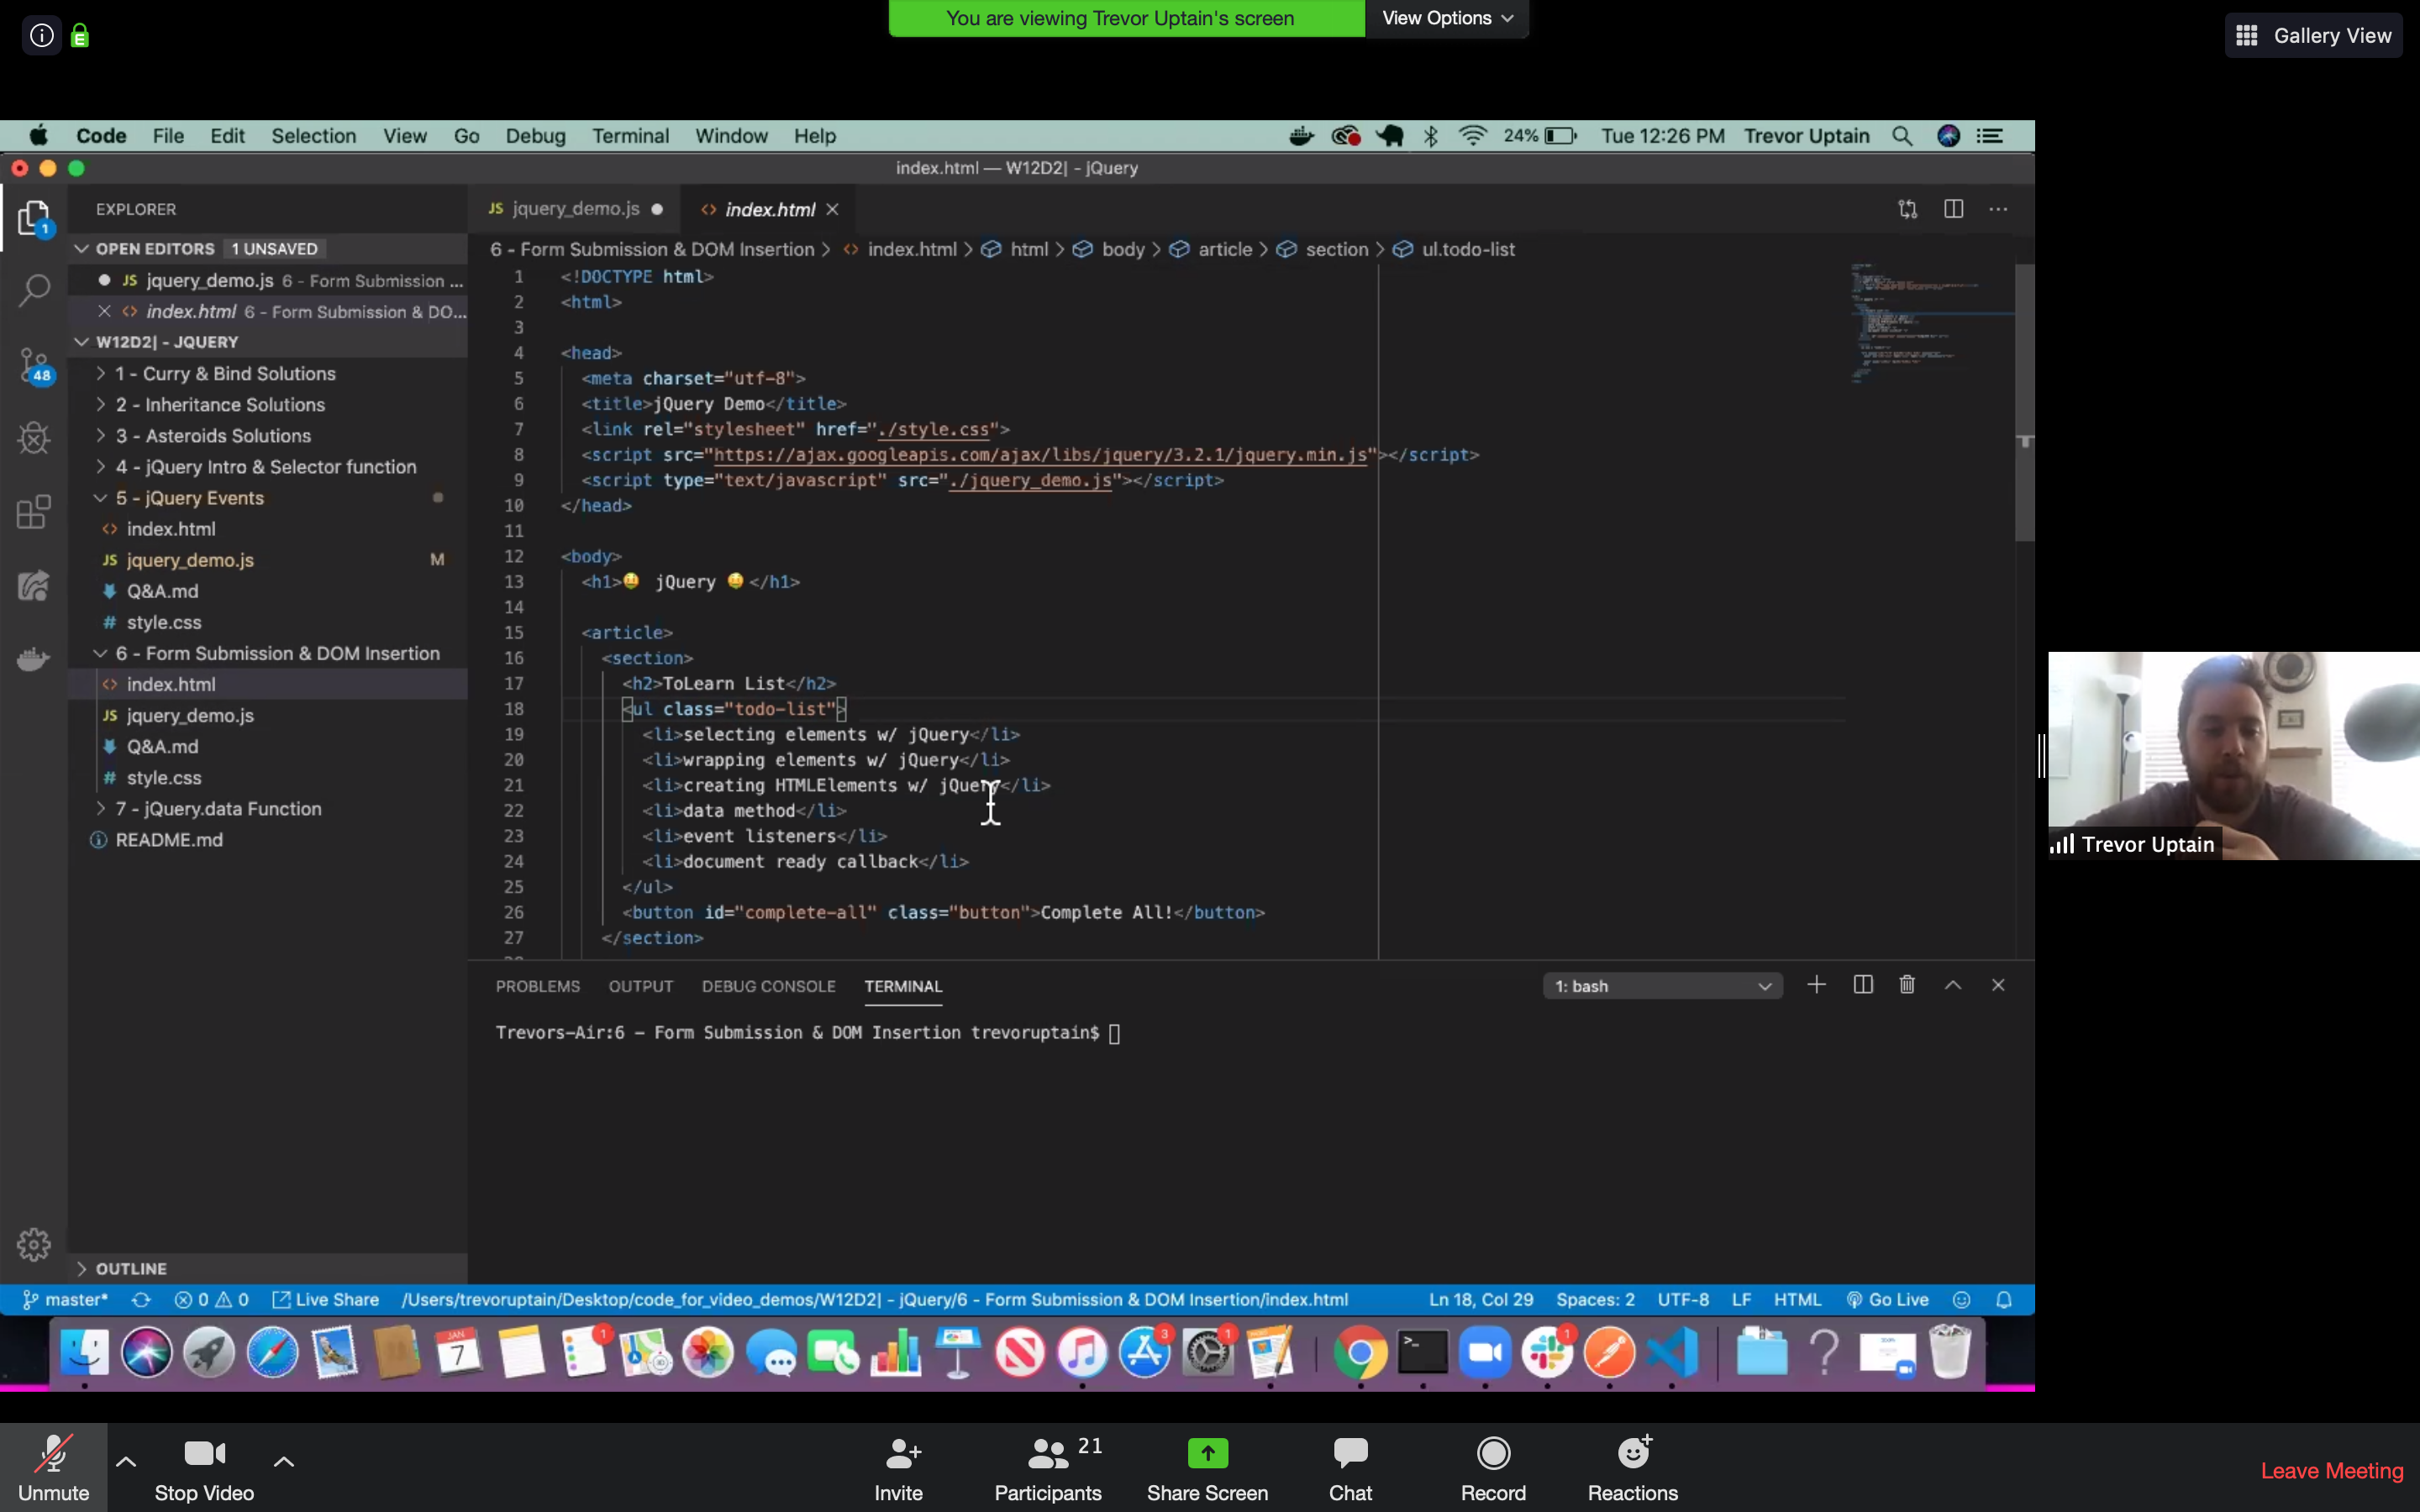 You are viewing Trevor Uptain's screen View Options
Gallery View
Code File Edit Selection View Go Debug Terminal Window Help 24% Tue 12:26 PM Trevor Uptain
index.html — W12D2| - jQuery
EXPLORER
OPEN EDITORS 1 UNSAVED
JS jquery_demo.js 6 - Form Submission ...
index.html 6 - Form Submission & DO...
W12D2| - JQUERY
1 - Curry & Bind Solutions
2 - Inheritance Solutions
3 - Asteroids Solutions
4 - jQuery Intro & Selector function
5 - jQuery Events
index.html
JS jquery_demo.js M
Q&A.md
# style.css
6 - Form Submission & DOM Insertion
index.html
JS jquery_demo.js
Q&A.md
# style.css
7 - jQuery.data Function
README.md
OUTLINE
1
48
JS jquery_demo.js index.html
6 - Form Submission & DOM Insertion > index.html > html > body > article > section > ul.todo-list
1 <!DOCTYPE html>
2 <html>
3
4 <head>
5 <meta charset="utf-8">
6 <title>jQuery Demo</title>
7 <link rel="stylesheet" href="./style.css">
8 <script src="https://ajax.googleapis.com/ajax/libs/jquery/3.2.1/jquery.min.js"></script>
9 <script type="text/javascript" src="./jquery_demo.js"></script>
10 </head>
11
12 <body>
13 <h1>🤑 jQuery 🤑</h1>
14
15 <article>
16 <section>
17 <h2>ToLearn List</h2>
18 <ul class="todo-list">
19 <li>selecting elements w/ jQuery</li>
20 <li>wrapping elements w/ jQuery</li>
21 <li>creating HTMLElements w/ jQuery</li>
22 <li>data method</li>
23 <li>event listeners</li>
24 <li>document ready callback</li>
25 </ul>
26 <button id="complete-all" class="button">Complete All!</button>
27 </section>
PROBLEMS OUTPUT DEBUG CONSOLE TERMINAL 1: bash
Trevors-Air:6 - Form Submission & DOM Insertion trevoruptain$
master* 0 0 Live Share /Users/trevoruptain/Desktop/code_for_video_demos/W12D2| - jQuery/6 - Form Submission & DOM Insertion/index.html Ln 18, Col 29 Spaces: 2 UTF-8 LF HTML Go Live
JAN
7
1
3
1
1
Trevor Uptain
21
Unmute Stop Video Invite Participants Share Screen Chat Record Reactions Leave Meeting